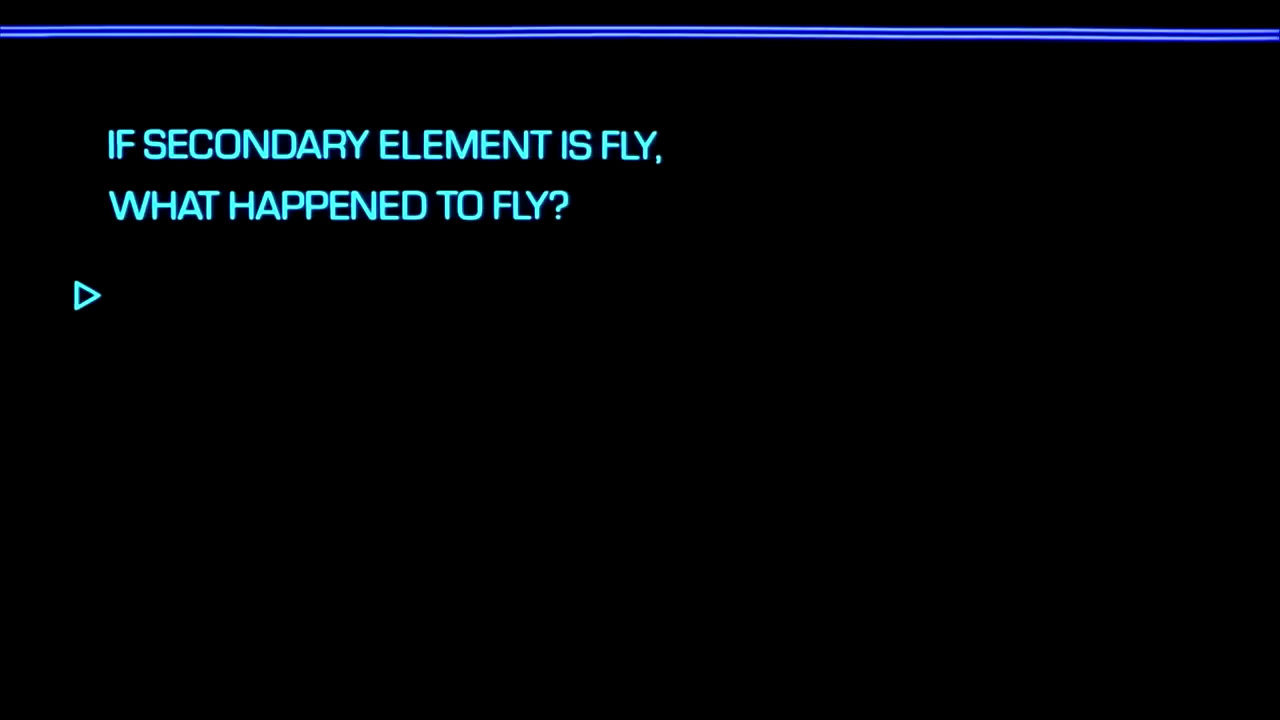 IF SECONDARY ELEMENT IS FLY,
WHAT HAPPENED TO FLY?